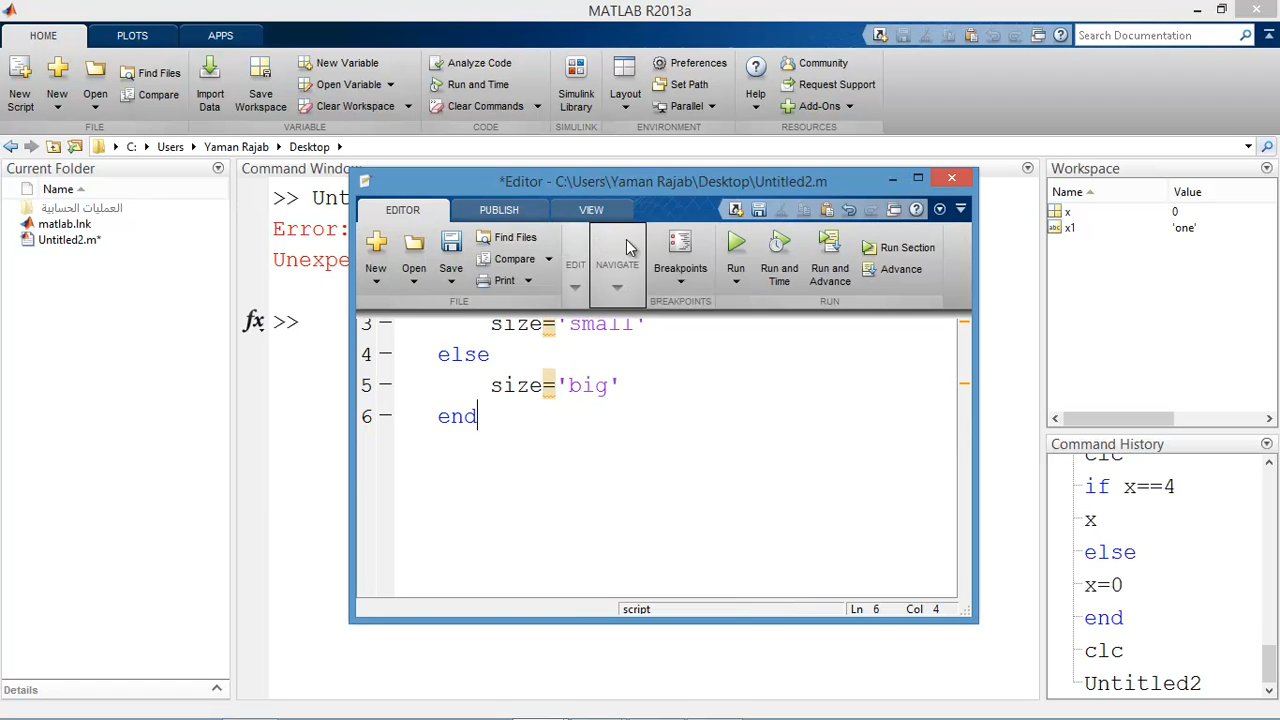 MATLAB R2013a
HOME PLOTS APPS
Search Documentation
New Script
New
Open
Find Files
Compare
FILE
Import Data
Save Workspace
New Variable
Open Variable
Clear Workspace
VARIABLE
Analyze Code
Run and Time
Clear Commands
CODE
Simulink Library
SIMULINK
Layout
Preferences
Set Path
Parallel
ENVIRONMENT
Help
Community
Request Support
Add-Ons
RESOURCES
C: Users Yaman Rajab Desktop
Current Folder
Name
العمليات الحسابية
matlab.lnk
Untitled2.m*
Details
Command Window
>> Unt
Error:
Unexpe
fx >>
*Editor - C:\Users\Yaman Rajab\Desktop\Untitled2.m
EDITOR PUBLISH VIEW
New
Open
Save
Find Files
Compare
Print
FILE
EDIT
NAVIGATE
Breakpoints
BREAKPOINTS
Run
Run and Time
Run and Advance
Run Section
Advance
RUN
3 size='small'
4 else
5 size='big'
6 end
script Ln 6 Col 4
Workspace
Name Value
x 0
x1 'one'
Command History
clc
if x==4
x
else
x=0
end
clc
Untitled2